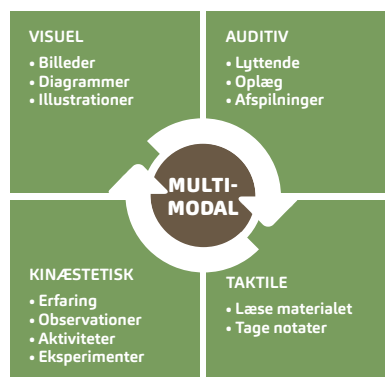 VISUEL
• Billeder
• Diagrammer
• Illustrationer
AUDITIV
• Lyttende
• Oplæg
• Afspilninger
MULTI-
MODAL
KINÆSTETISK
• Erfaring
• Observationer
• Aktiviteter
• Eksperimenter
TAKTILE
• Læse materialet
• Tage notater